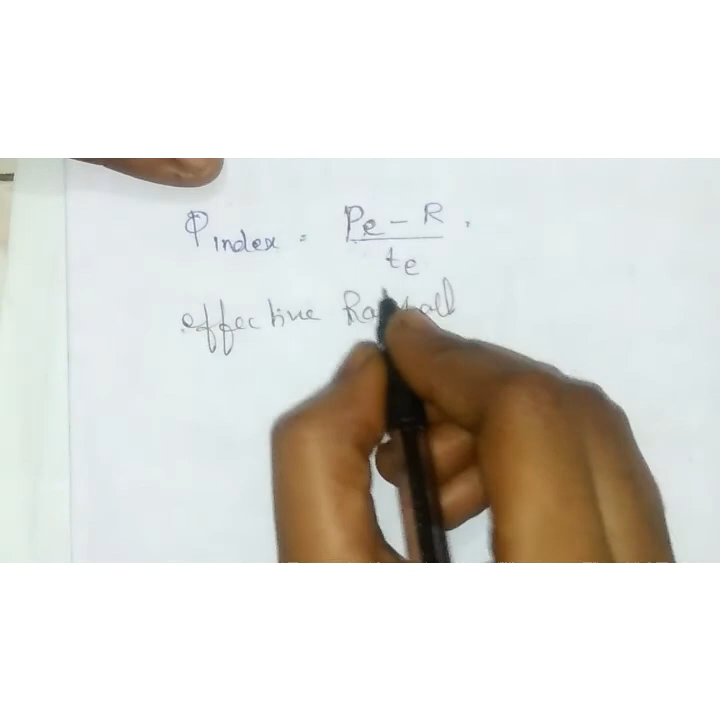 φ index = Pe - R / te .
effective